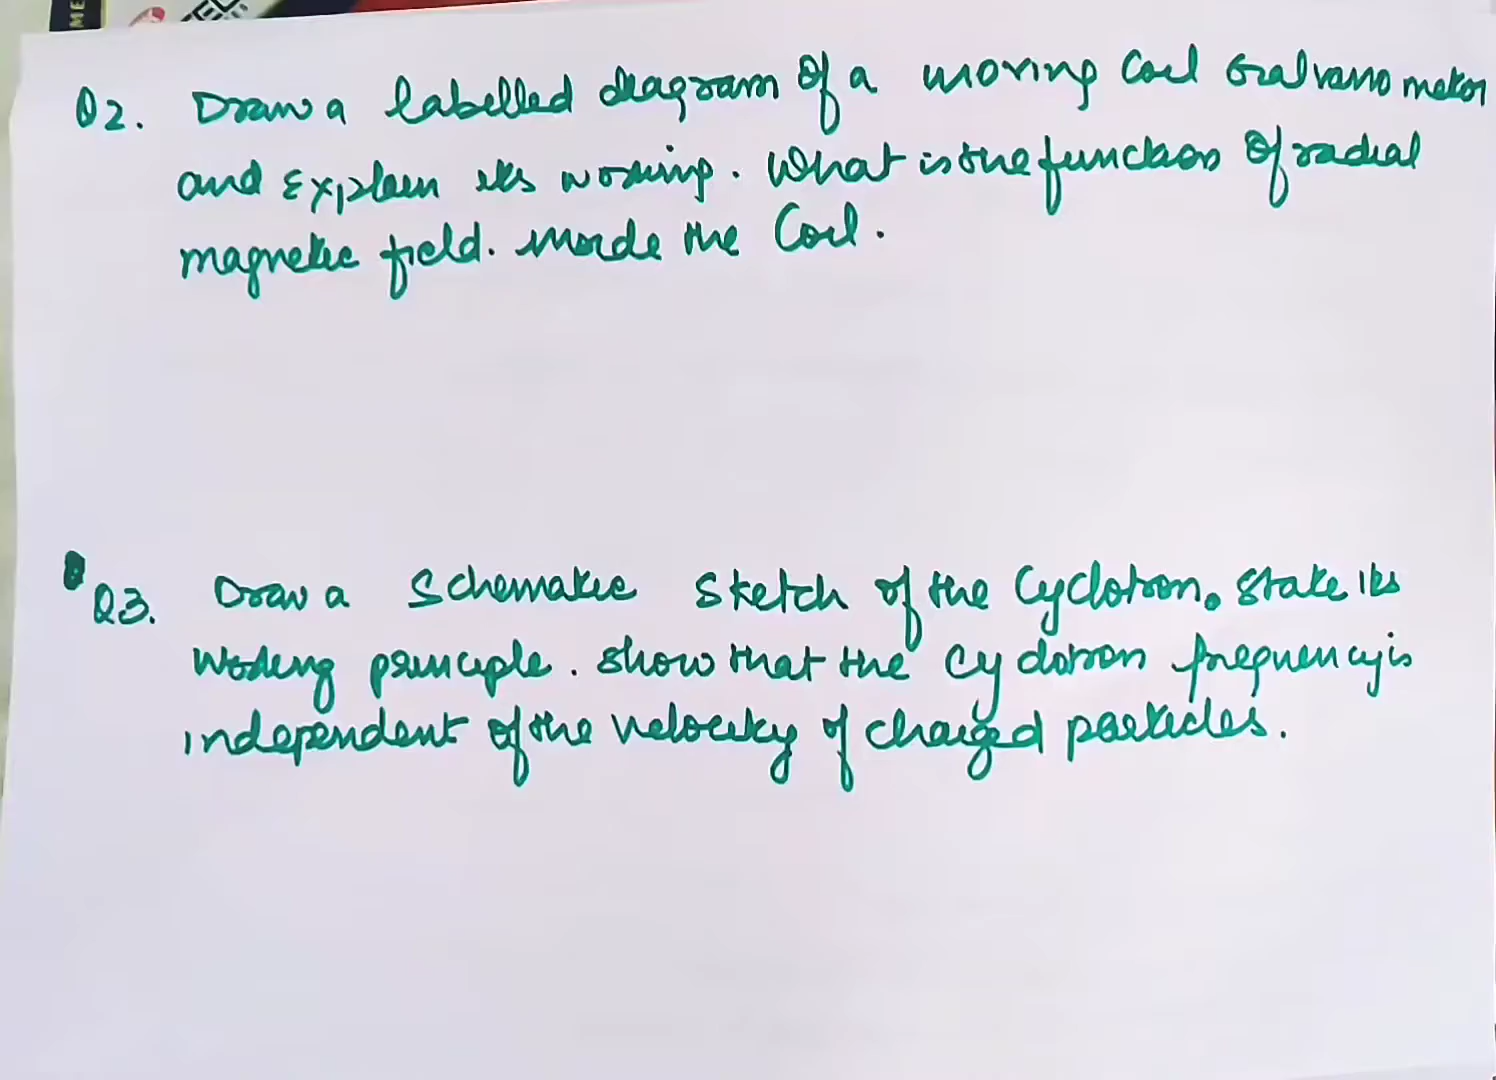 ME
Q2. Draw a labelled diagram of a moving Coil Galvanometer
and Explain its working. What is the function of radial
magnetic field. inside the Coil.
Q3. Draw a Schematic Sketch of the Cyclotron. State its
Working principle. Show that the Cyclotron frequency is
independent of the velocity of charged particles.